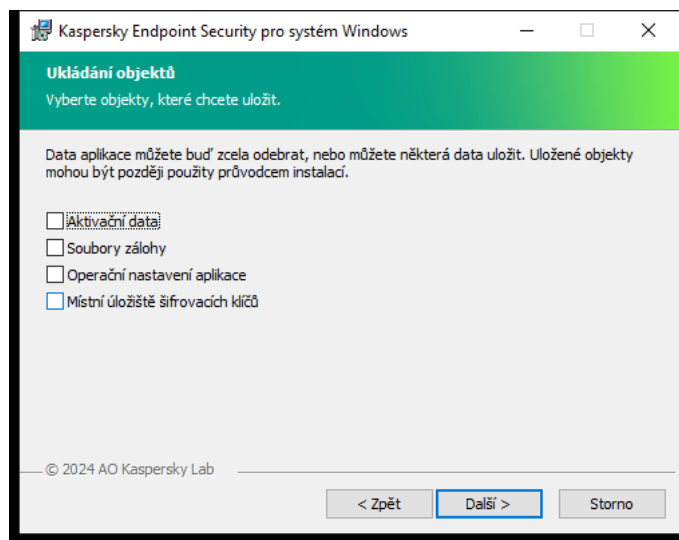 Kaspersky Endpoint Security pro systém Windows
Ukládání objektů
Vyberte objekty, které chcete uložit.
Data aplikace můžete buď zcela odebrat, nebo můžete některá data uložit. Uložené objekty
mohou být později použity průvodcem instalací.
Aktivační data
Soubory zálohy
Operační nastavení aplikace
Místní úložiště šifrovacích klíčů
© 2024 AO Kaspersky Lab
< Zpět
Další >
Storno